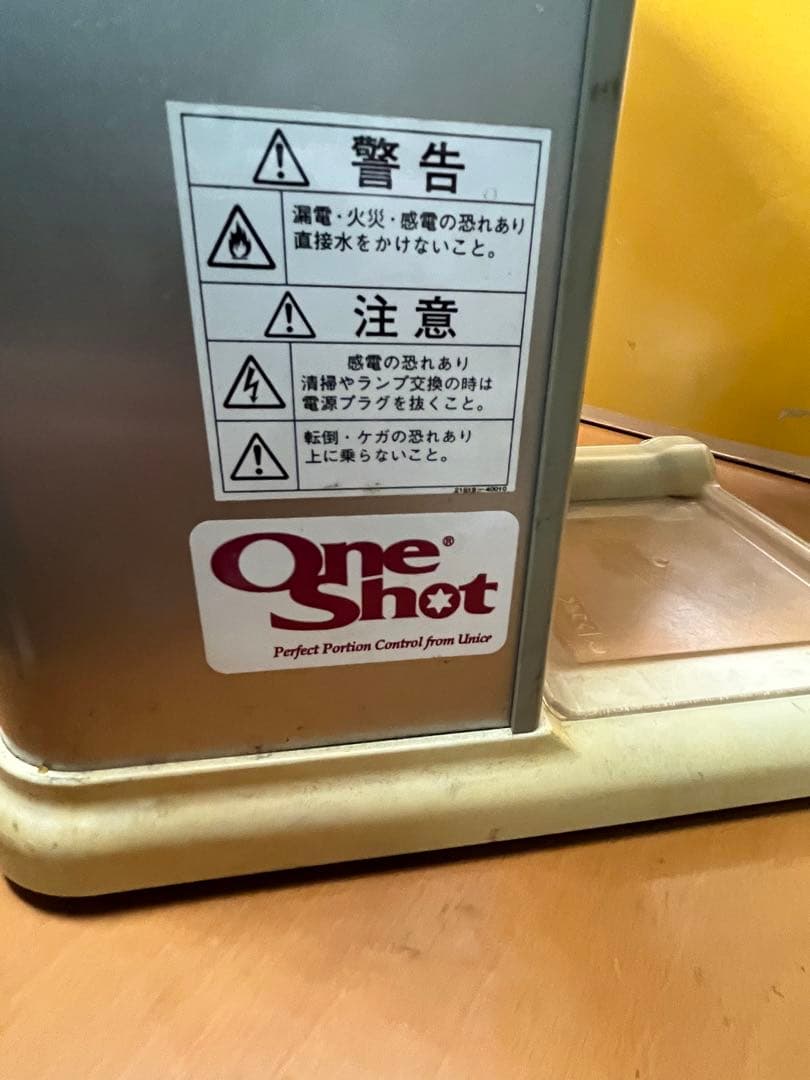 警告
漏電・火災・感電の恐れあり
直接水をかけないこと。
注意
感電の恐れあり
清掃やランプ交換の時は
電源プラグを抜くこと。
転倒・ケガの恐れあり
上に乗らないこと。
One®
Shot
Perfect Portion Control from Unice